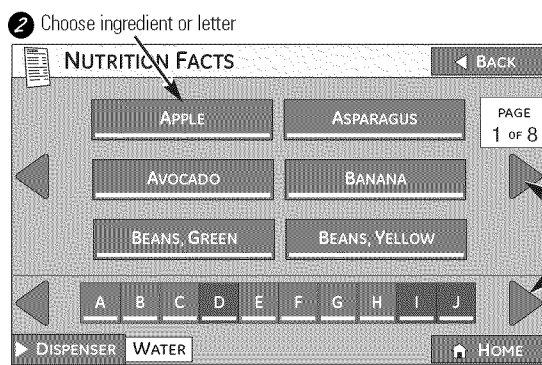 2 Choose ingredient or letter
NUTRITION FACTS
BACK
APPLE
ASPARAGUS
PAGE
1 OF 8
AVOCADO
BANANA
BEANS, GREEN
BEANS, YELLOW
A B C D E F G H I J
DISPENSER WATER
HOME